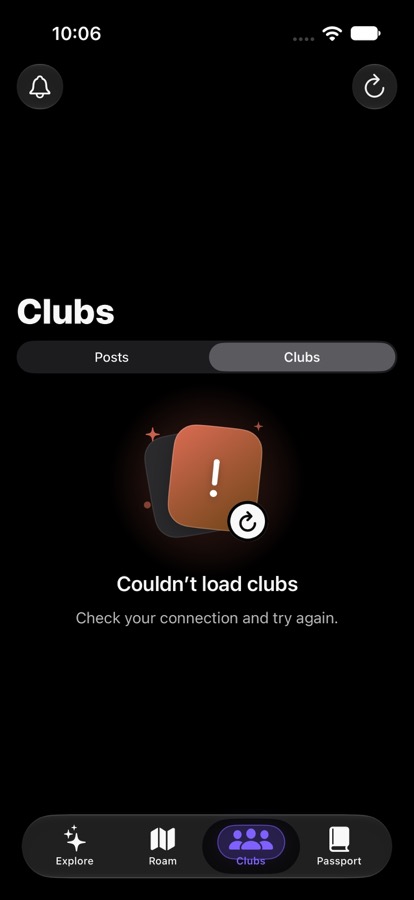 10:06
Clubs
Posts
Clubs
!
Couldn’t load clubs
Check your connection and try again.
Explore
Roam
Clubs
Passport